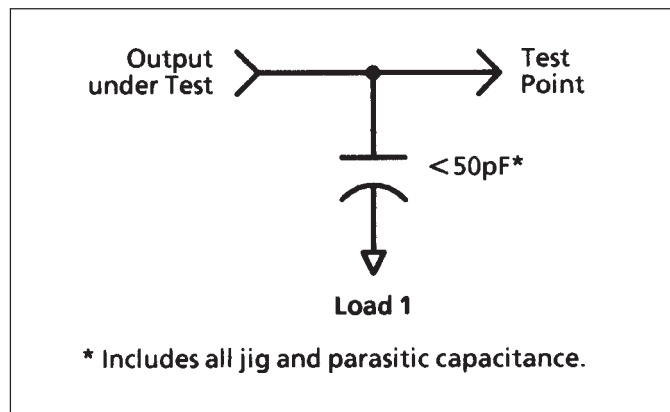 Output
under Test
Test
Point
<50pF*
Load 1
* Includes all jig and parasitic capacitance.